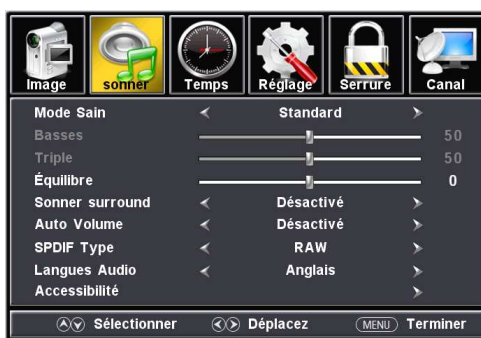 Image sonner Temps Réglage Serrure Canal
Mode Sain Standard
Basses 50
Triple 50
Équilibre 0
Sonner surround Désactivé
Auto Volume Désactivé
SPDIF Type RAW
Langues Audio Anglais
Accessibilité
Sélectionner Déplacez MENU Terminer